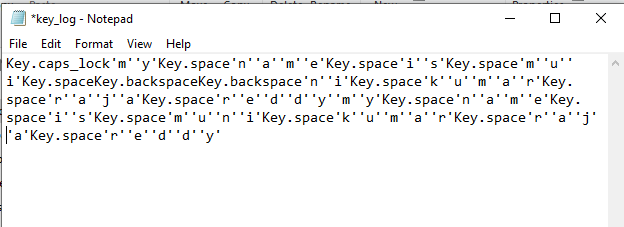 *key_log - Notepad
File Edit Format View Help
Key.caps_lock'm''y'Key.space'n''a''m''e'Key.space'i''s'Key.space'm''u''
i'Key.spaceKey.backspaceKey.backspace'n''i'Key.space'k''u''m''a''r'Key.
space'r''a''j''a'Key.space'r''e''d''d''y''m''y'Key.space'n''a''m''e'Key.
space'i''s'Key.space'm''u''n''i'Key.space'k''u''m''a''r'Key.space'r''a''j'
'a'Key.space'r''e''d''d''y'